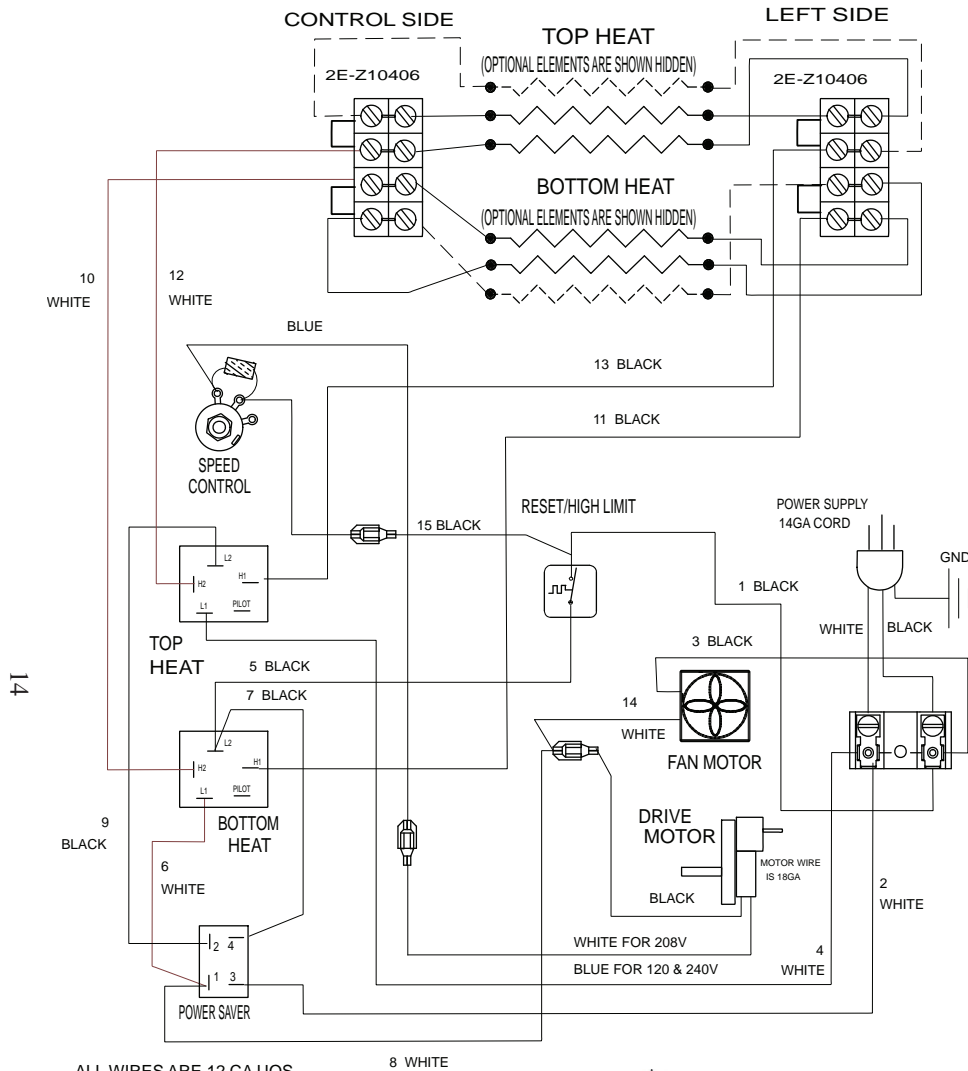 CONTROL SIDE
LEFT SIDE
TOP HEAT
(OPTIONAL ELEMENTS ARE SHOWN HIDDEN)
2E-Z10406
2E-Z10406
BOTTOM HEAT
(OPTIONAL ELEMENTS ARE SHOWN HIDDEN)
10
WHITE
12
WHITE
BLUE
13 BLACK
11 BLACK
SPEED
CONTROL
15 BLACK
RESET/HIGH LIMIT
POWER SUPPLY
14GA CORD
GND
L2
H2
H1
L1
PILOT
TOP
HEAT
1 BLACK
WHITE
BLACK
3 BLACK
5 BLACK
7 BLACK
14
WHITE
FAN MOTOR
L2
H2
H1
L1
PILOT
BOTTOM
HEAT
9
BLACK
6
WHITE
DRIVE
MOTOR
MOTOR WIRE
IS 18GA
BLACK
2
WHITE
WHITE FOR 208V
BLUE FOR 120 & 240V
4
WHITE
2 4
1 3
POWER SAVER
8 WHITE
14